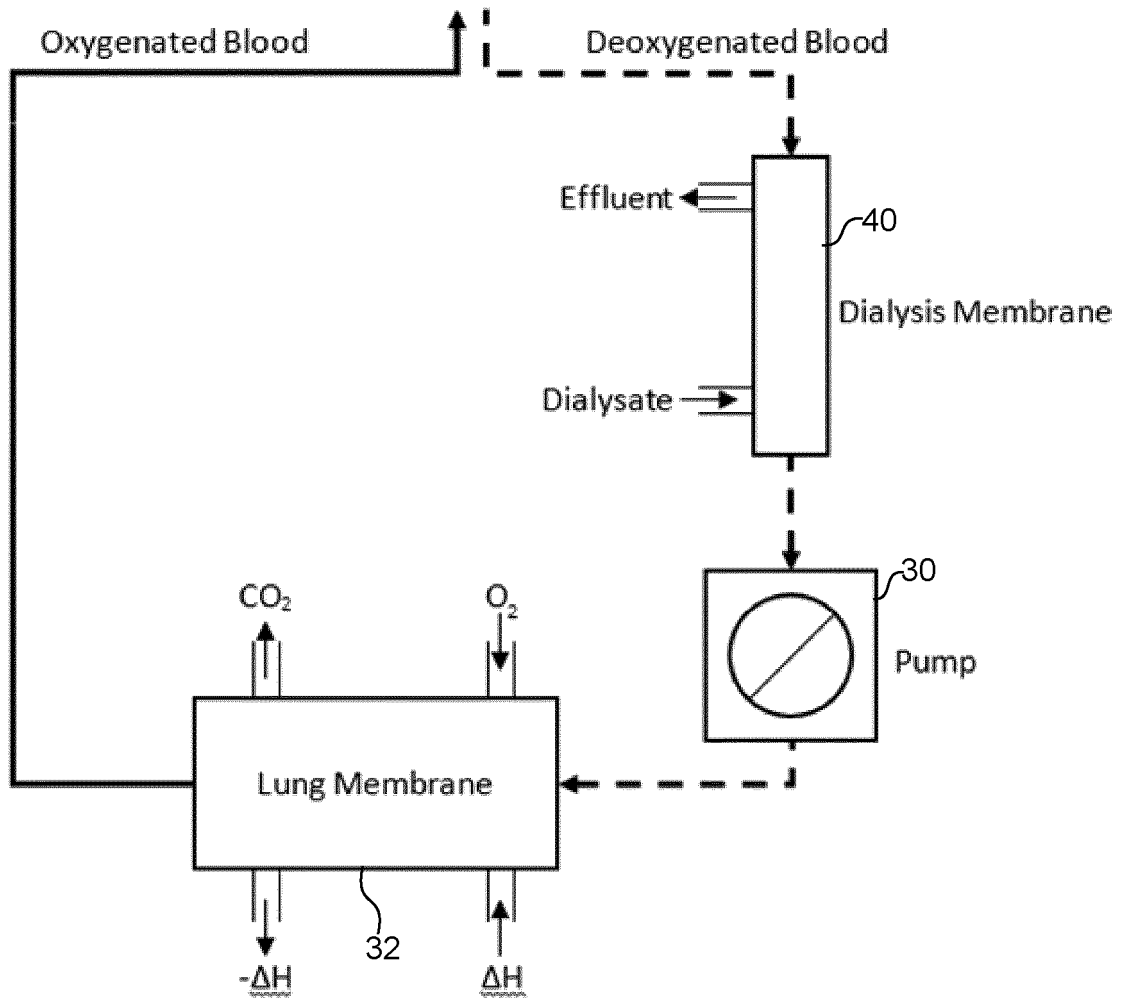 Oxygenated Blood
Deoxygenated Blood
Effluent
40
Dialysis Membrane
Dialysate
30
Pump
CO₂
O₂
Lung Membrane
32
-ΔH
ΔH